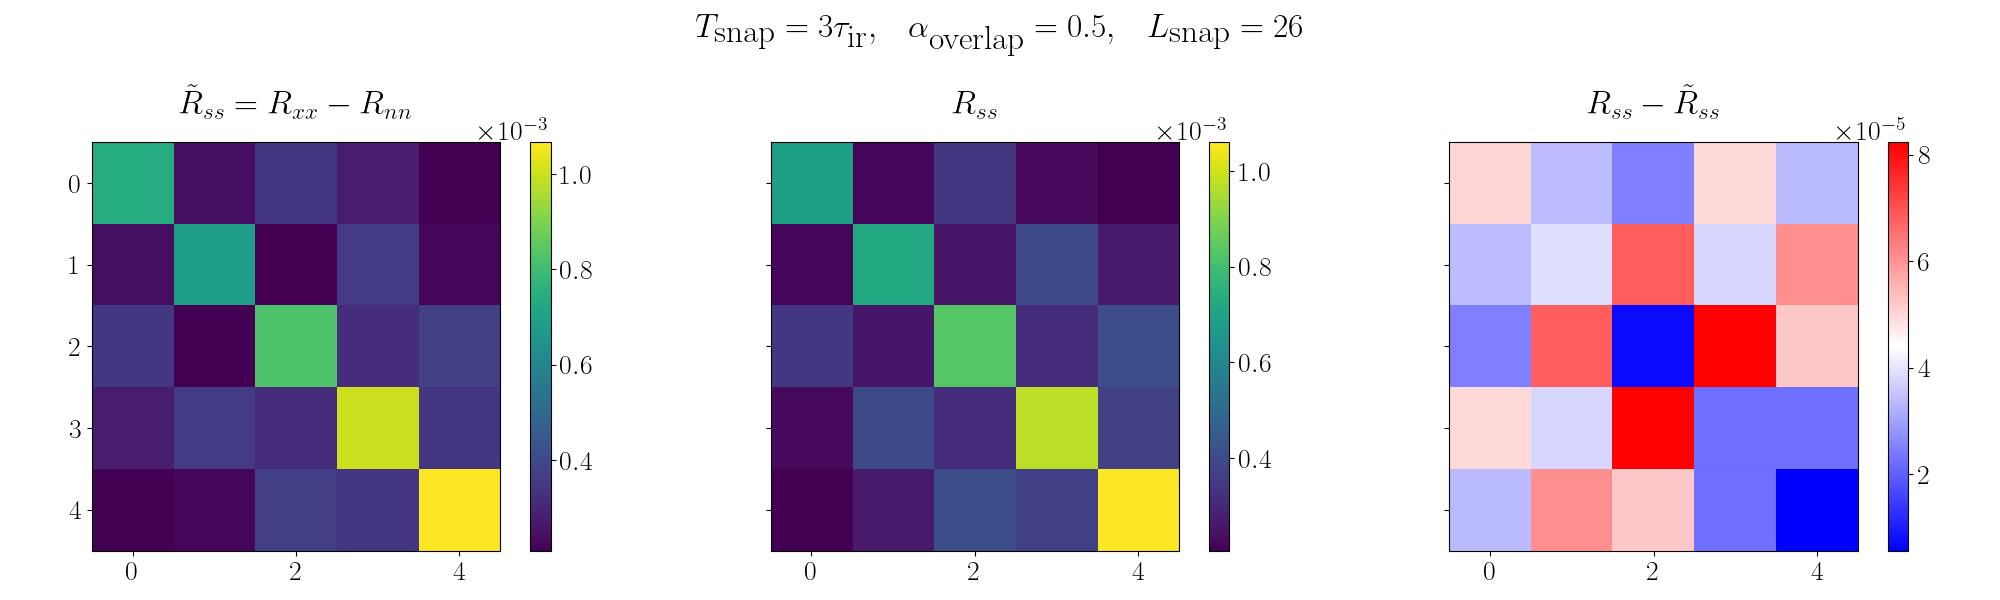 T_snap = 3τ_ir, α_overlap = 0.5, L_snap = 26
R̃_ss = R_xx − R_nn
R_ss
R_ss − R̃_ss
×10⁻³
×10⁻³
×10⁻⁵
0
1
2
3
4
0 2 4
1.0
0.8
0.6
0.4
0 2 4
1.0
0.8
0.6
0.4
0 2 4
8
6
4
2